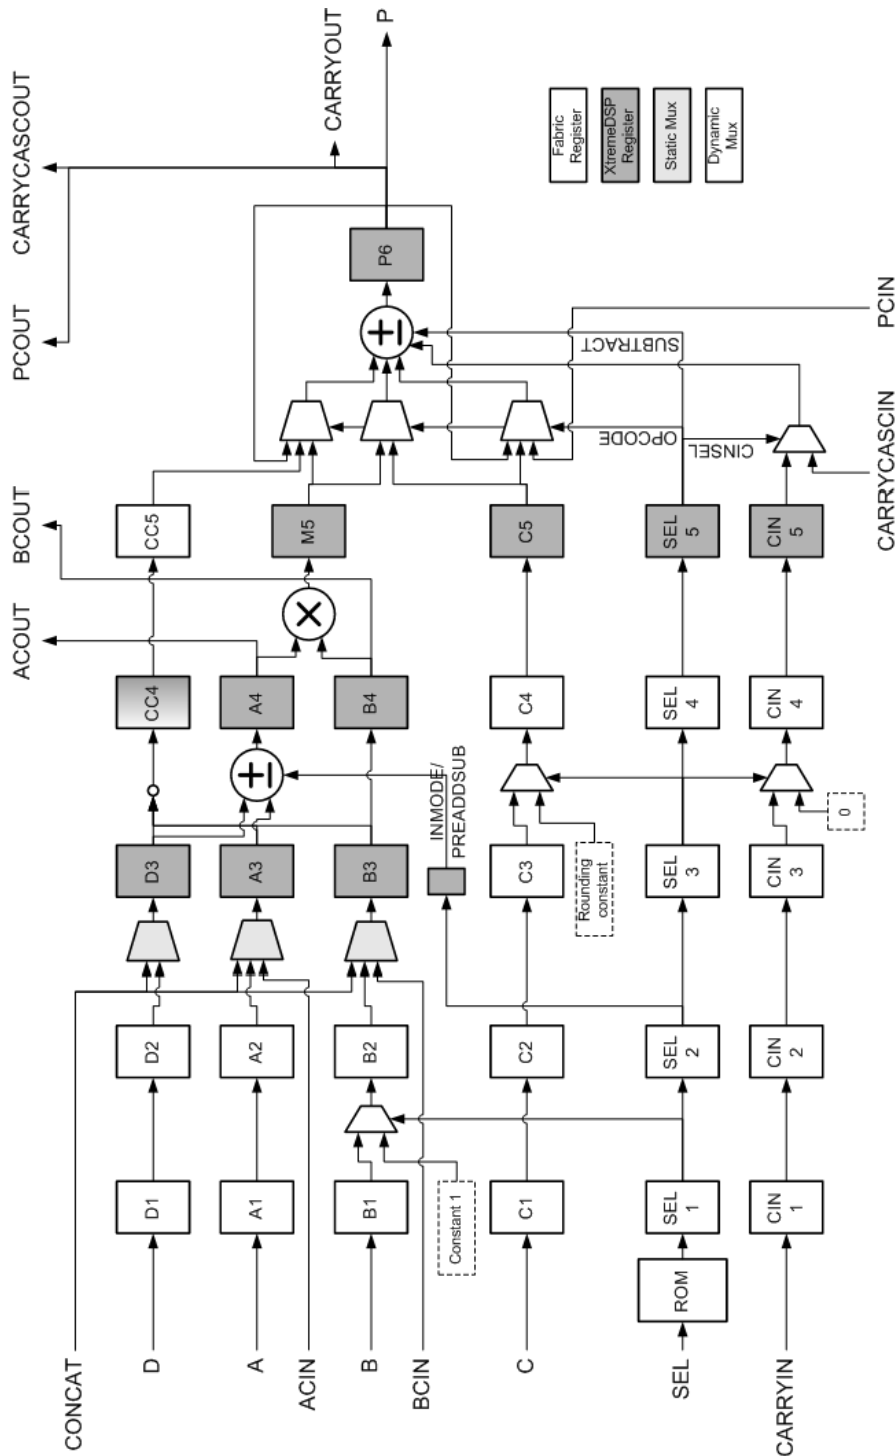 CONCAT
D
A
ACIN
B
BCIN
C
SEL
CARRYIN
ROM
D1
A1
B1
Constant 1
C1
SEL
1
CIN
1
D2
A2
B2
C2
SEL
2
CIN
2
D3
A3
B3
INMODE/
PREADDSUB
C3
Rounding
constant
SEL
3
CIN
3
0
CC4
A4
B4
C4
SEL
4
CIN
4
ACOUT
BCOUT
CC5
M5
C5
SEL
5
CIN
5
OPCODE
CINSEL
SUBTRACT
CARRYCASCIN
PCIN
P6
PCOUT
CARRYCASCOUT
CARRYOUT
P
Fabric
Register
XtremeDSP
Register
Static Mux
Dynamic
Mux